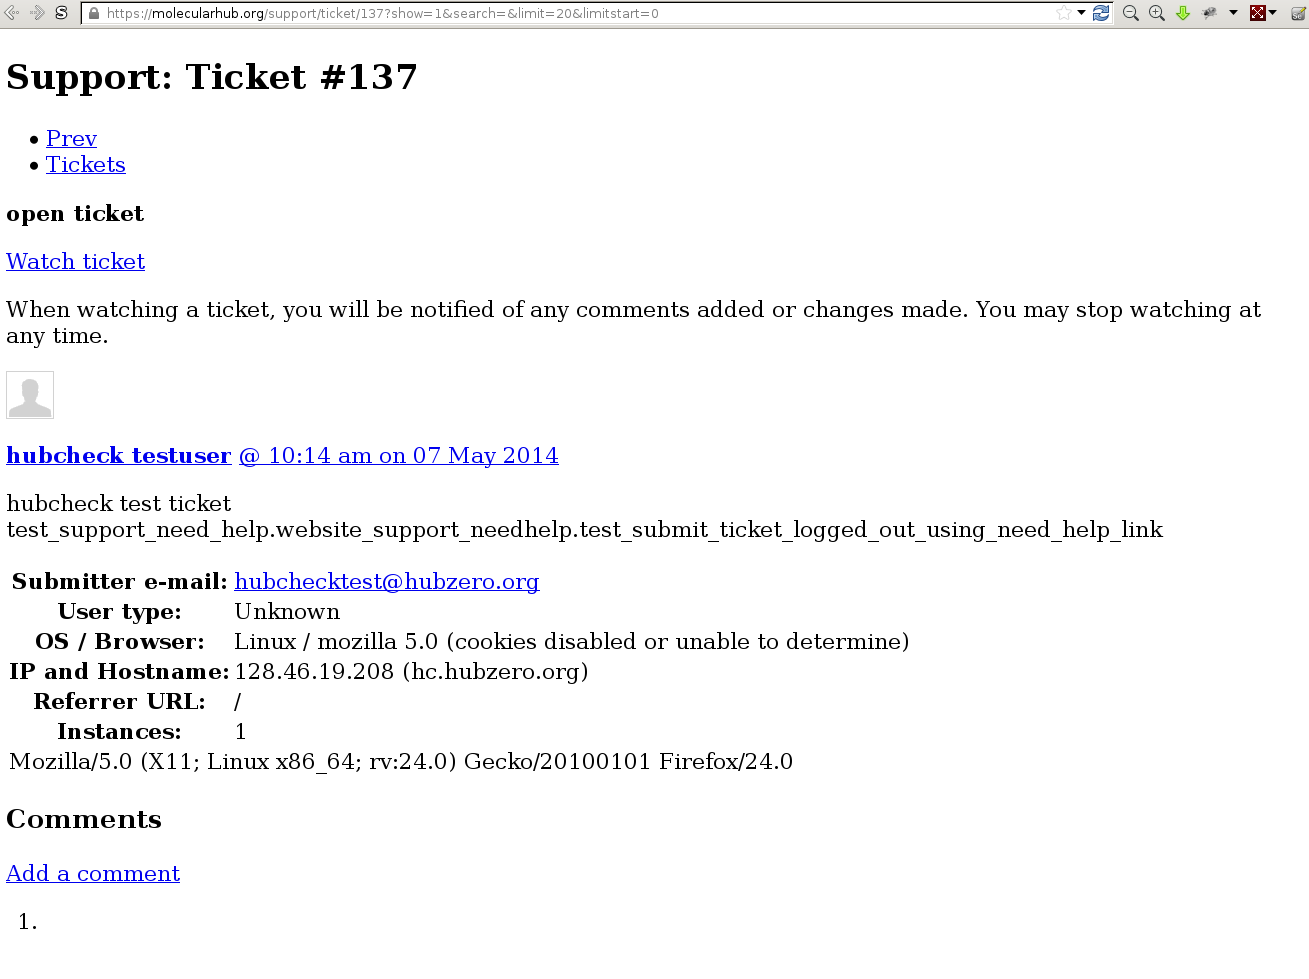 https://molecularhub.org/support/ticket/137?show=1&search=&limit=20&limitstart=0
Support: Ticket #137
• Prev
• Tickets
open ticket
Watch ticket
When watching a ticket, you will be notified of any comments added or changes made. You may stop watching at
any time.
hubcheck testuser @ 10:14 am on 07 May 2014
hubcheck test ticket
test_support_need_help.website_support_needhelp.test_submit_ticket_logged_out_using_need_help_link
Submitter e-mail: hubchecktest@hubzero.org
User type: Unknown
OS / Browser: Linux / mozilla 5.0 (cookies disabled or unable to determine)
IP and Hostname: 128.46.19.208 (hc.hubzero.org)
Referrer URL: /
Instances: 1
Mozilla/5.0 (X11; Linux x86_64; rv:24.0) Gecko/20100101 Firefox/24.0
Comments
Add a comment
1.